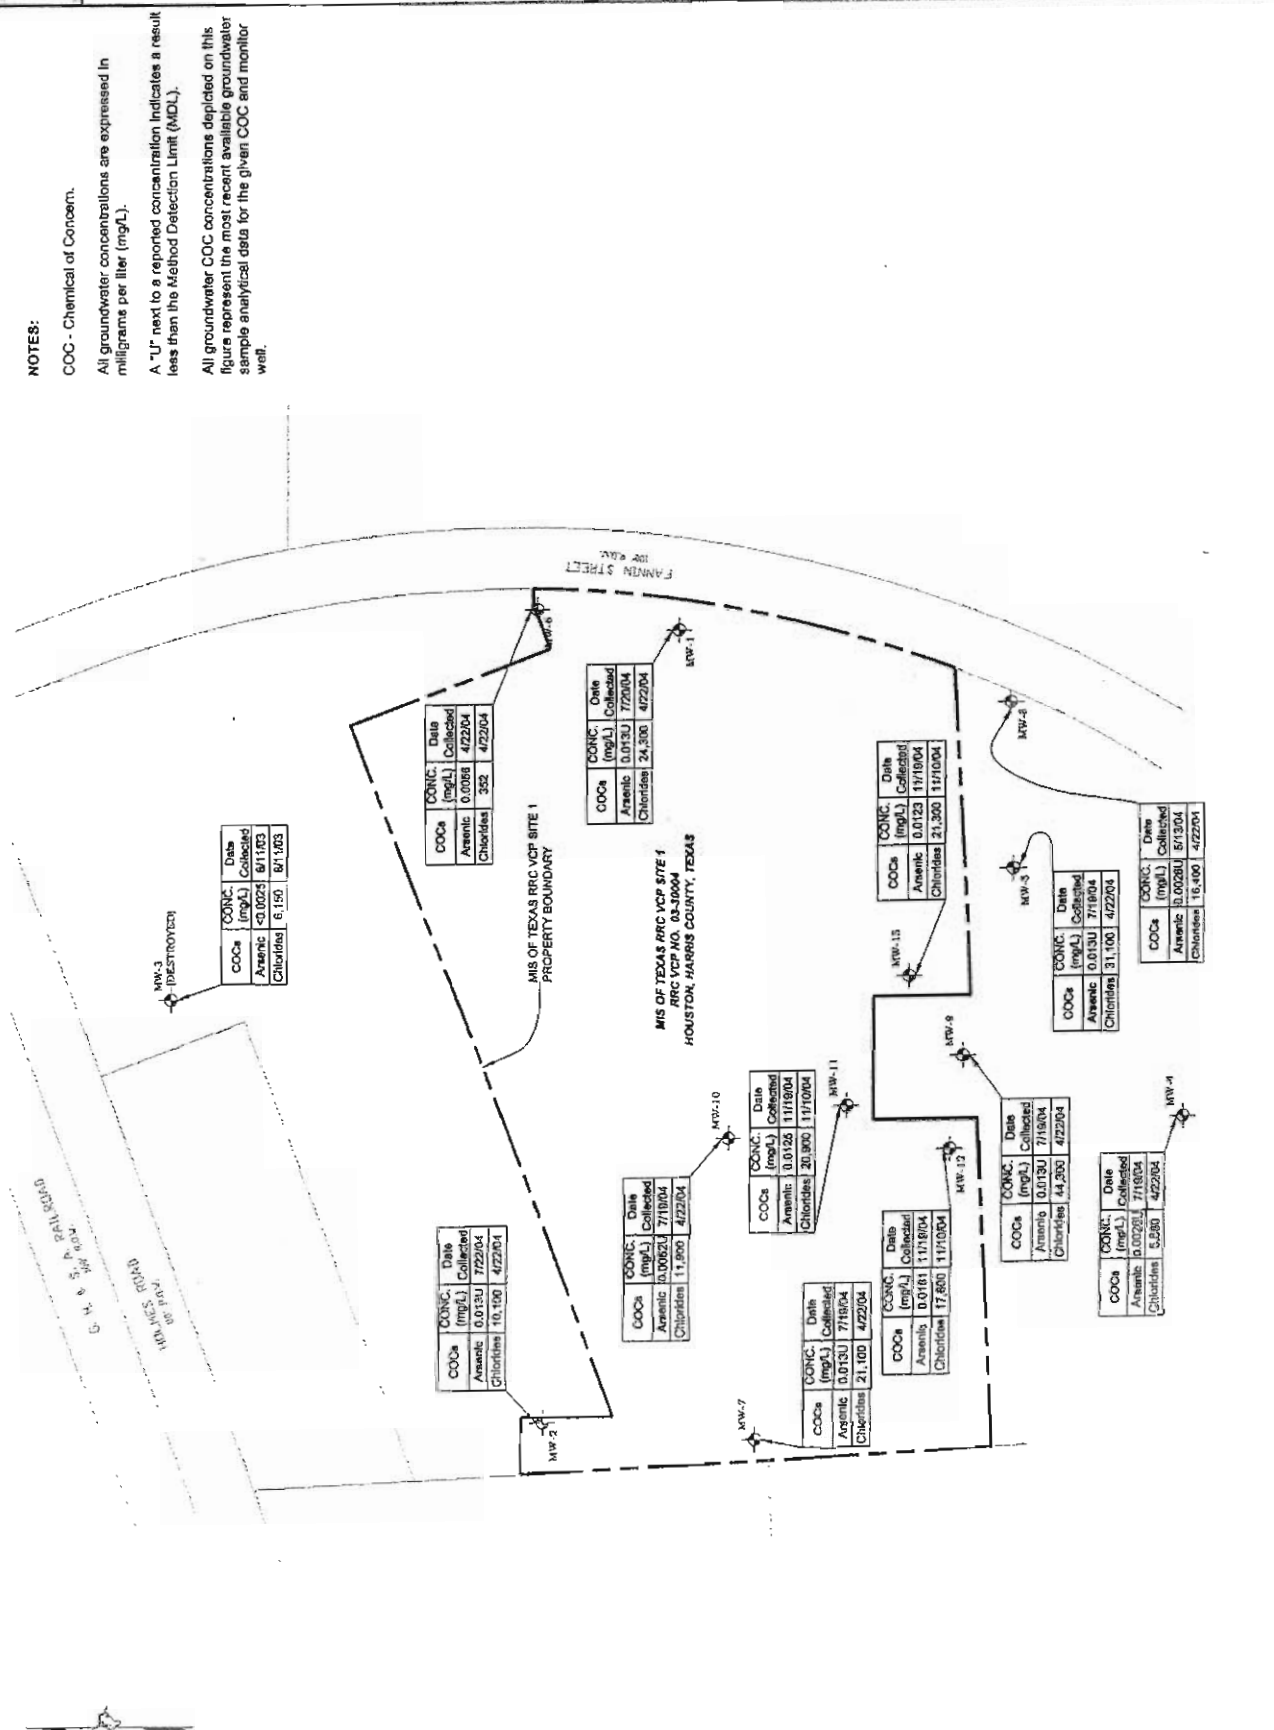 NOTES:
COC - Chemical of Concern.
All groundwater concentrations are expressed in
milligrams per liter (mg/L).
A "U" next to a reported concentration indicates a result
less than the Method Detection Limit (MDL).
All groundwater COC concentrations depicted on this
figure represent the most recent available groundwater
sample analytical data for the given COC and monitor
well.
FANNIN STREET
100' R.O.W.
G. H. & S. A. RAILROAD
HOLMES ROAD
MW-3
(DESTROYED)
COCs CONC. (mg/L) Date Collected
Arsenic <0.0025 6/11/03
Chlorides 6,150 6/11/03
MW-6
COCs CONC. (mg/L) Date Collected
Arsenic 0.0056 4/22/04
Chlorides 352 4/22/04
MW-1
COCs CONC. (mg/L) Date Collected
Arsenic 0.013U 7/20/04
Chlorides 24,300 4/22/04
MIS OF TEXAS RRC VCP SITE 1
PROPERTY BOUNDARY
MIS OF TEXAS RRC VCP SITE 1
RRC VCP NO. 03-30004
HOUSTON, HARRIS COUNTY, TEXAS
MW-2
COCs CONC. (mg/L) Date Collected
Arsenic 0.013U 7/22/04
Chlorides 10,100 4/22/04
MW-10
COCs CONC. (mg/L) Date Collected
Arsenic 0.0052U 7/19/04
Chlorides 11,900 4/22/04
MW-11
COCs CONC. (mg/L) Date Collected
Arsenic 0.0125 11/19/04
Chlorides 20,900 11/10/04
MW-13
COCs CONC. (mg/L) Date Collected
Arsenic 0.0123 11/19/04
Chlorides 21,300 11/10/04
MW-7
COCs CONC. (mg/L) Date Collected
Arsenic 0.013U 7/19/04
Chlorides 21,100 4/22/04
MW-12
COCs CONC. (mg/L) Date Collected
Arsenic 0.0161 11/19/04
Chlorides 17,600 11/10/04
MW-9
COCs CONC. (mg/L) Date Collected
Arsenic 0.013U 7/19/04
Chlorides 44,300 4/22/04
MW-5
COCs CONC. (mg/L) Date Collected
Arsenic 0.013U 7/19/04
Chlorides 31,100 4/22/04
MW-8
COCs CONC. (mg/L) Date Collected
Arsenic 0.0026U 5/13/04
Chlorides 16,400 4/22/04
MW-4
COCs CONC. (mg/L) Date Collected
Arsenic 0.0026U 7/19/04
Chlorides 5,860 4/22/04